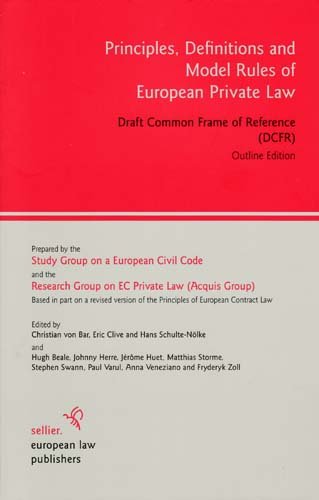 Principles, Definitions and
Model Rules of
European Private Law
Draft Common Frame of Reference
(DCFR)
Outline Edition
Prepared by the
Study Group on a European Civil Code
and the
Research Group on EC Private Law (Acquis Group)
Based in part on a revised version of the Principles of European Contract Law
Edited by
Christian von Bar, Eric Clive and Hans Schulte-Nölke
and
Hugh Beale, Johnny Herre, Jérôme Huet, Matthias Storme,
Stephen Swann, Paul Varul, Anna Veneziano and Fryderyk Zoll
sellier.
european law
publishers